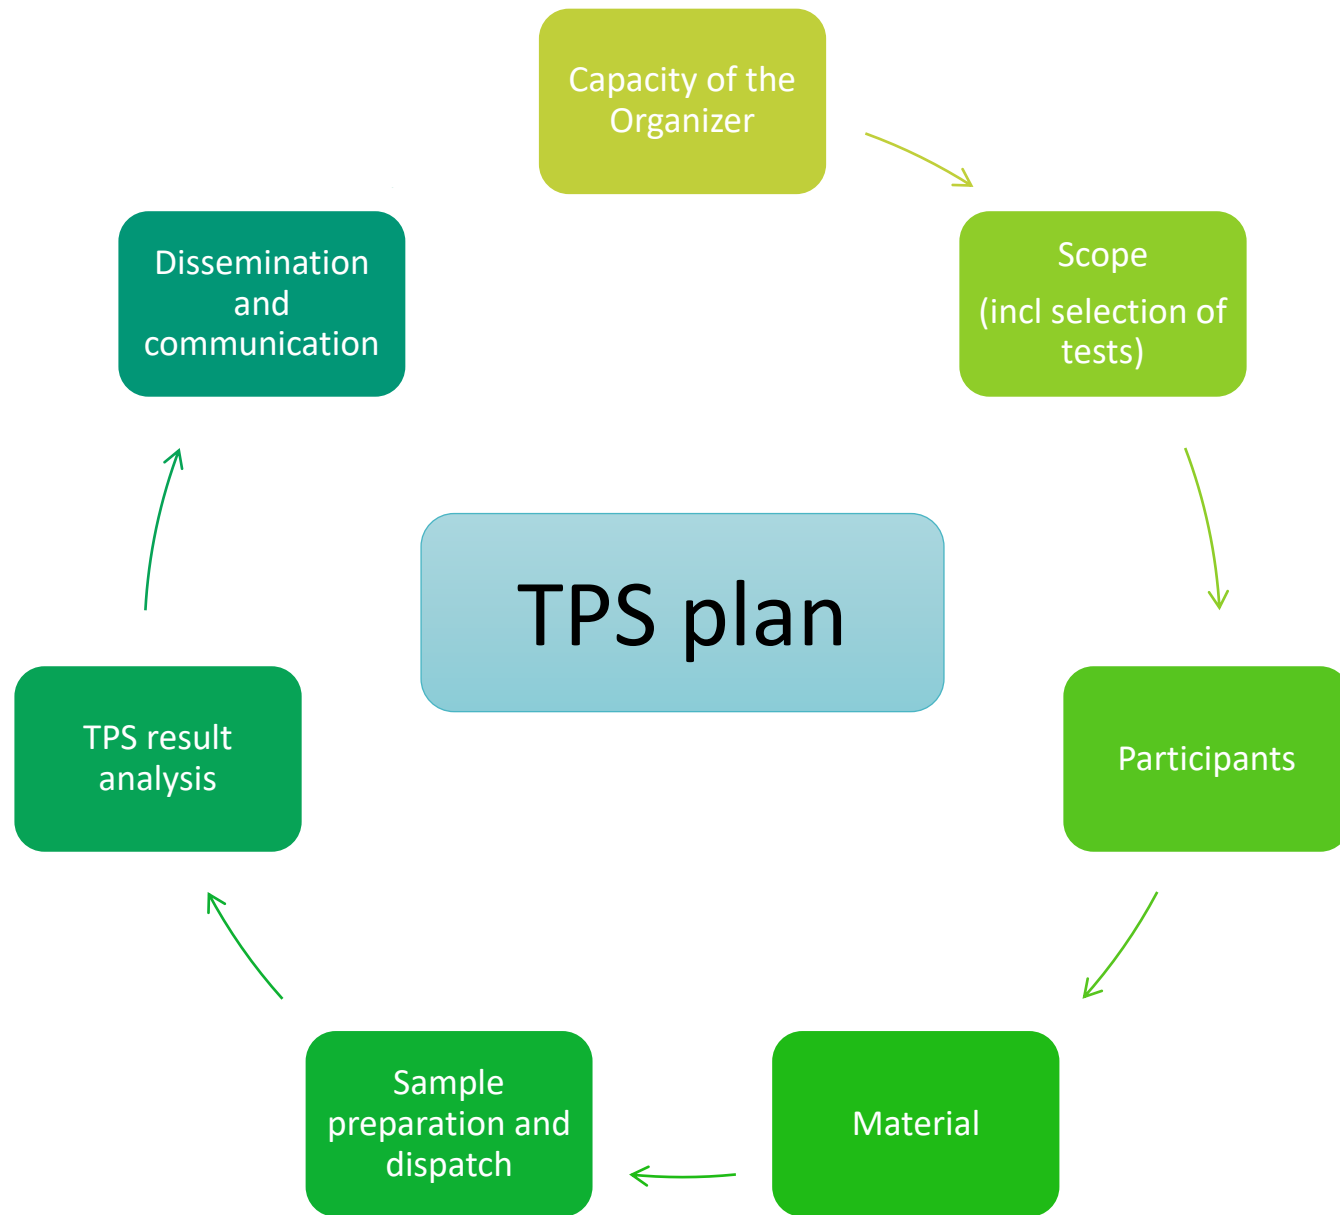 Capacity of the
Organizer
Scope
(incl selection of
tests)
Participants
Material
Sample
preparation and
dispatch
TPS result
analysis
Dissemination
and
communication
TPS plan